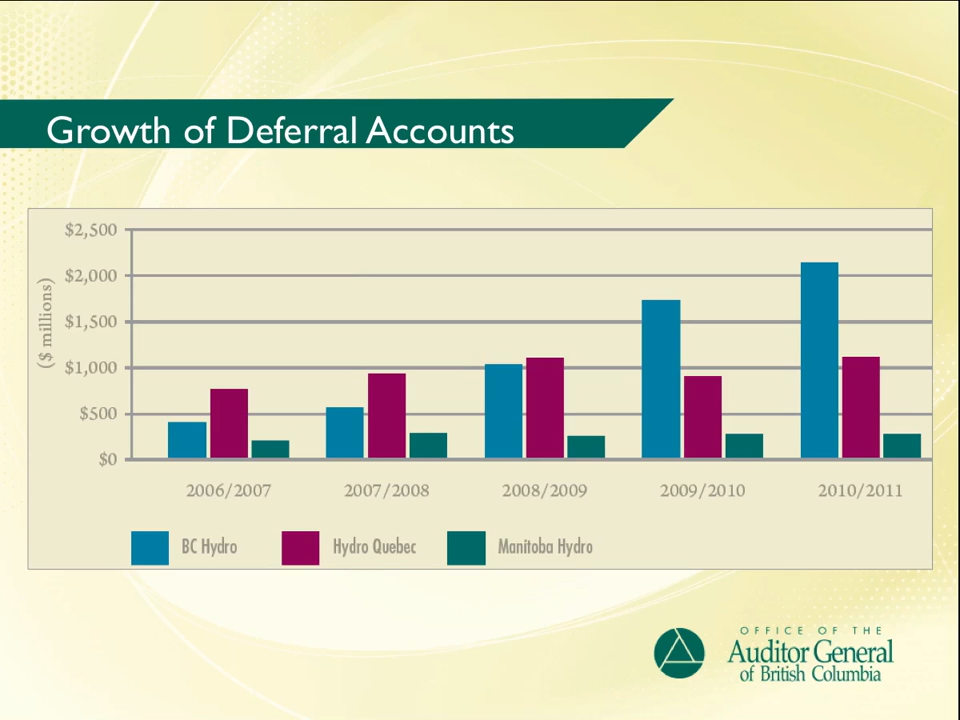 Growth of Deferral Accounts
$2,500
$2,000
$1,500
$1,000
$500
$0
($ millions)
2006/2007 2007/2008 2008/2009 2009/2010 2010/2011
BC Hydro Hydro Quebec Manitoba Hydro
OFFICE OF THE
Auditor General
of British Columbia